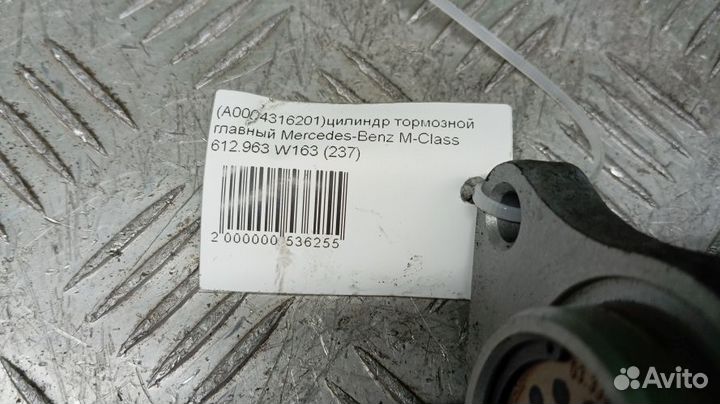 (A0004316201)цилиндр тормозной
главный Mercedes-Benz M-Class
612.963 W163 (237)
2 000000 536255
Avito